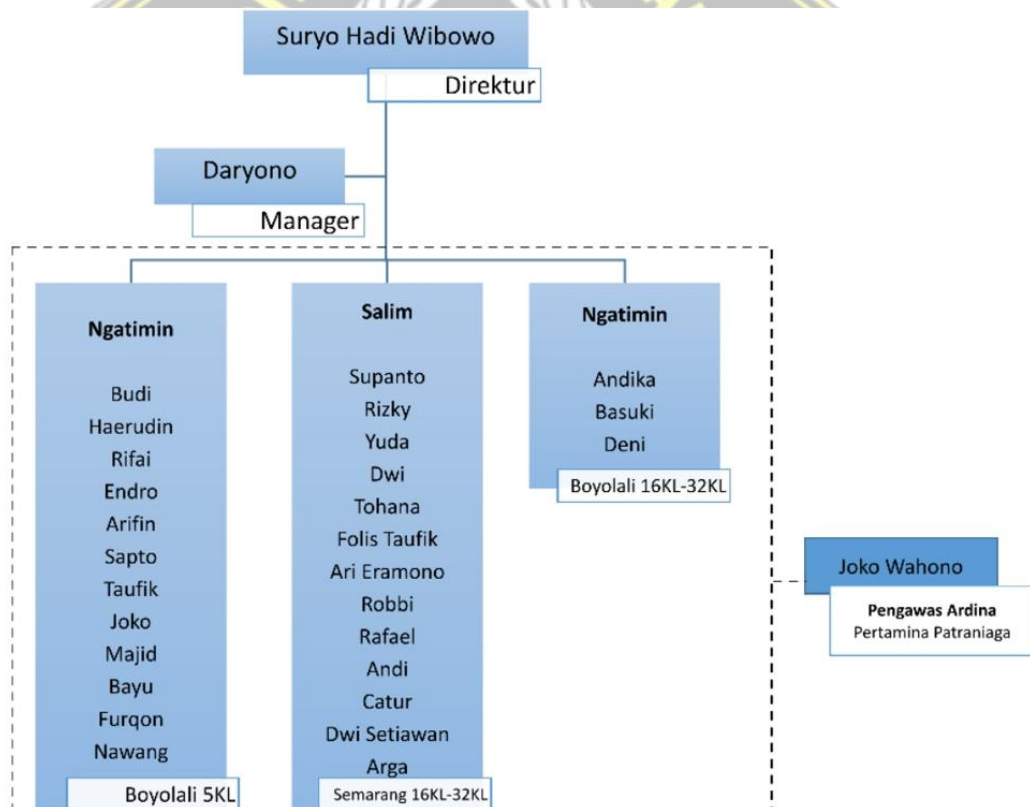 Suryo Hadi Wibowo
Direktur
Daryono
Manager
Ngatimin
Budi
Haerudin
Rifai
Endro
Arifin
Sapto
Taufik
Joko
Majid
Bayu
Furqon
Nawang
Boyolali 5KL
Salim
Supanto
Rizky
Yuda
Dwi
Tohana
Folis Taufik
Ari Eramono
Robbi
Rafael
Andi
Catur
Dwi Setiawan
Arga
Semarang 16KL-32KL
Ngatimin
Andika
Basuki
Deni
Boyolali 16KL-32KL
Joko Wahono
Pengawas Ardina
Pertamina Patraniaga